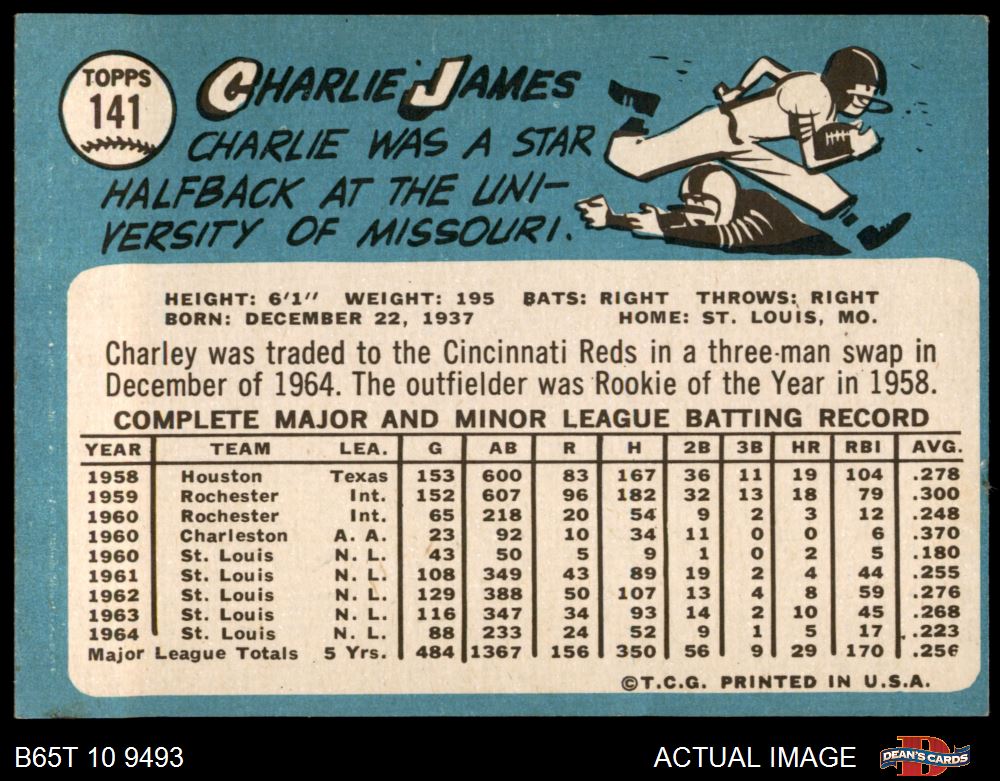 TOPPS
141
CHARLIE JAMES
CHARLIE WAS A STAR
HALFBACK AT THE UNI-
VERSITY OF MISSOURI.
HEIGHT: 6'1" WEIGHT: 195 BATS: RIGHT THROWS: RIGHT
BORN: DECEMBER 22, 1937 HOME: ST. LOUIS, MO.
Charley was traded to the Cincinnati Reds in a three-man swap in
December of 1964. The outfielder was Rookie of the Year in 1958.
COMPLETE MAJOR AND MINOR LEAGUE BATTING RECORD
YEAR TEAM LEA. G AB R H 2B 3B HR RBI AVG.
1958 Houston Texas 153 600 83 167 36 11 19 104 .278
1959 Rochester Int. 152 607 96 182 32 13 18 79 .300
1960 Rochester Int. 65 218 20 54 9 2 3 12 .248
1960 Charleston A. A. 23 92 10 34 11 0 0 6 .370
1960 St. Louis N. L. 43 50 5 9 1 0 2 5 .180
1961 St. Louis N. L. 108 349 43 89 19 2 4 44 .255
1962 St. Louis N. L. 129 388 50 107 13 4 8 59 .276
1963 St. Louis N. L. 116 347 34 93 14 2 10 45 .268
1964 St. Louis N. L. 88 233 24 52 9 1 5 17 .223
Major League Totals 5 Yrs. 484 1367 156 350 56 9 29 170 .256
©T.C.G. PRINTED IN U.S.A.
B65T 10 9493 ACTUAL IMAGE DEAN'S CARDS